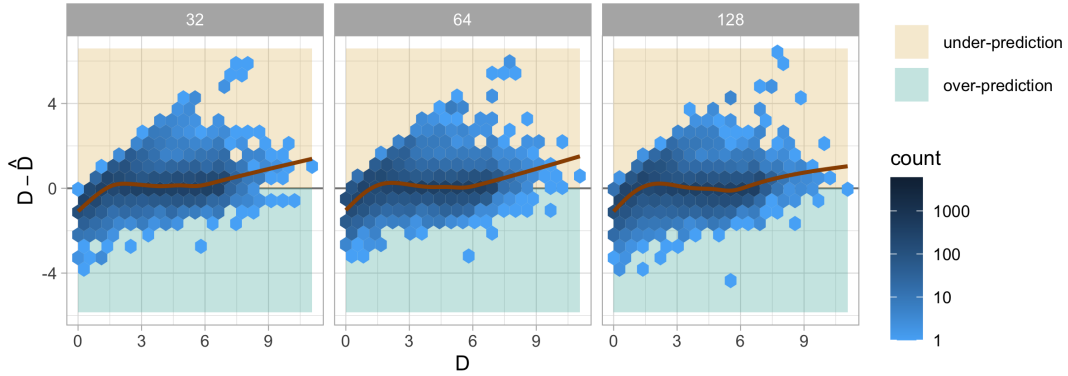 32
64
128
under-prediction
over-prediction
4
0
-4
D − D̂
0 3 6 9
0 3 6 9
0 3 6 9
D
count
1000
100
10
1